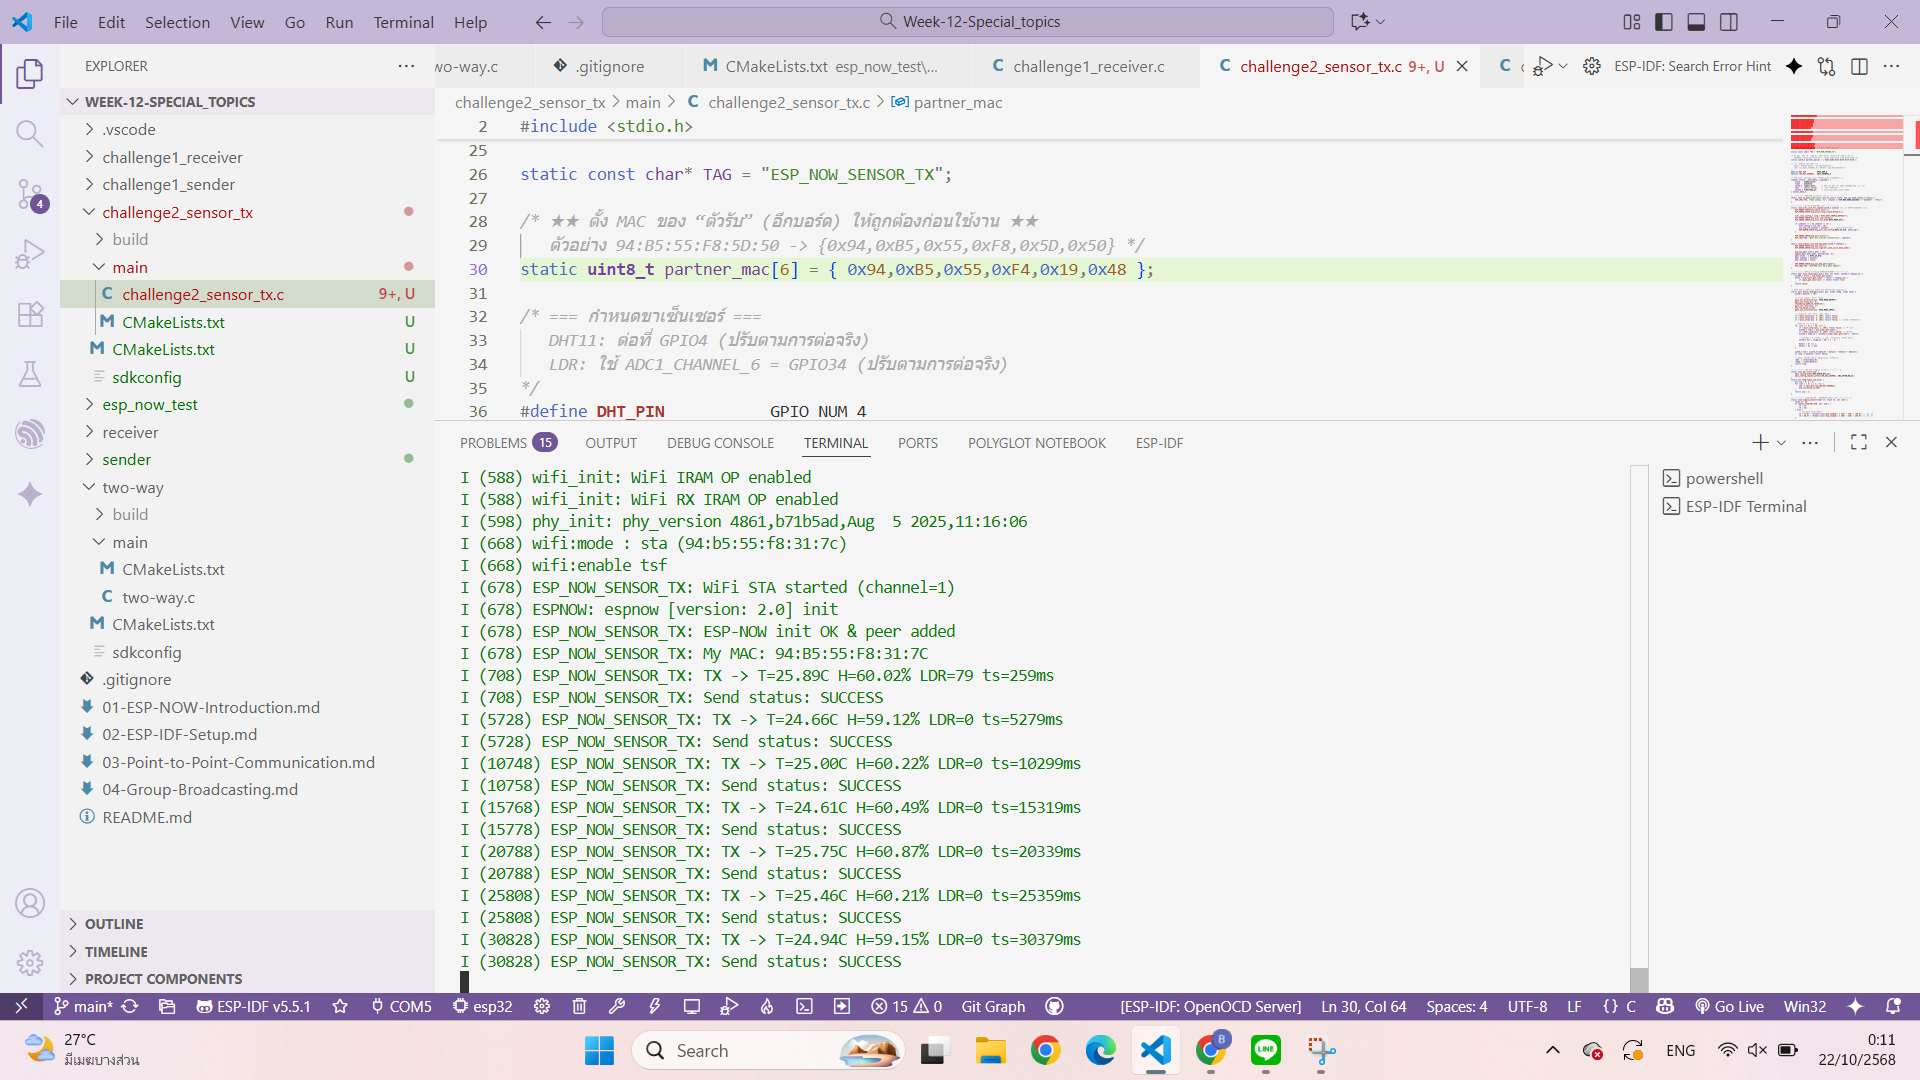 File Edit Selection View Go Run Terminal Help
Week-12-Special_topics
EXPLORER
WEEK-12-SPECIAL_TOPICS
.vscode
challenge1_receiver
challenge1_sender
challenge2_sensor_tx
build
main
challenge2_sensor_tx.c 9+, U
CMakeLists.txt U
CMakeLists.txt U
sdkconfig U
esp_now_test
receiver
sender
two-way
build
main
CMakeLists.txt
two-way.c
CMakeLists.txt
sdkconfig
.gitignore
01-ESP-NOW-Introduction.md
02-ESP-IDF-Setup.md
03-Point-to-Point-Communication.md
04-Group-Broadcasting.md
README.md
OUTLINE
TIMELINE
PROJECT COMPONENTS
4
wo-way.c .gitignore CMakeLists.txt esp_now_test\... challenge1_receiver.c challenge2_sensor_tx.c 9+, U ESP-IDF: Search Error Hint
challenge2_sensor_tx > main > C challenge2_sensor_tx.c > partner_mac
2 #include <stdio.h>
25
26 static const char* TAG = "ESP_NOW_SENSOR_TX";
27
28 /* ★★ ตั้ง MAC ของ “ตัวรับ” (อีกบอร์ด) ให้ถูกต้องก่อนใช้งาน ★★
29 ตัวอย่าง 94:B5:55:F8:5D:50 -> {0x94,0xB5,0x55,0xF8,0x5D,0x50} */
30 static uint8_t partner_mac[6] = { 0x94,0xB5,0x55,0xF4,0x19,0x48 };
31
32 /* === กำหนดขาเซ็นเซอร์ ===
33 DHT11: ต่อที่ GPIO4 (ปรับตามการต่อจริง)
34 LDR: ใช้ ADC1_CHANNEL_6 = GPIO34 (ปรับตามการต่อจริง)
35 */
36 #define DHT_PIN GPIO_NUM_4
PROBLEMS 15 OUTPUT DEBUG CONSOLE TERMINAL PORTS POLYGLOT NOTEBOOK ESP-IDF
I (588) wifi_init: WiFi IRAM OP enabled
I (588) wifi_init: WiFi RX IRAM OP enabled
I (598) phy_init: phy_version 4861,b71b5ad,Aug  5 2025,11:16:06
I (668) wifi:mode : sta (94:b5:55:f8:31:7c)
I (668) wifi:enable tsf
I (678) ESP_NOW_SENSOR_TX: WiFi STA started (channel=1)
I (678) ESPNOW: espnow [version: 2.0] init
I (678) ESP_NOW_SENSOR_TX: ESP-NOW init OK & peer added
I (678) ESP_NOW_SENSOR_TX: My MAC: 94:B5:55:F8:31:7C
I (708) ESP_NOW_SENSOR_TX: TX -> T=25.89C H=60.02% LDR=79 ts=259ms
I (708) ESP_NOW_SENSOR_TX: Send status: SUCCESS
I (5728) ESP_NOW_SENSOR_TX: TX -> T=24.66C H=59.12% LDR=0 ts=5279ms
I (5728) ESP_NOW_SENSOR_TX: Send status: SUCCESS
I (10748) ESP_NOW_SENSOR_TX: TX -> T=25.00C H=60.22% LDR=0 ts=10299ms
I (10758) ESP_NOW_SENSOR_TX: Send status: SUCCESS
I (15768) ESP_NOW_SENSOR_TX: TX -> T=24.61C H=60.49% LDR=0 ts=15319ms
I (15778) ESP_NOW_SENSOR_TX: Send status: SUCCESS
I (20788) ESP_NOW_SENSOR_TX: TX -> T=25.75C H=60.87% LDR=0 ts=20339ms
I (20788) ESP_NOW_SENSOR_TX: Send status: SUCCESS
I (25808) ESP_NOW_SENSOR_TX: TX -> T=25.46C H=60.21% LDR=0 ts=25359ms
I (25808) ESP_NOW_SENSOR_TX: Send status: SUCCESS
I (30828) ESP_NOW_SENSOR_TX: TX -> T=24.94C H=59.15% LDR=0 ts=30379ms
I (30828) ESP_NOW_SENSOR_TX: Send status: SUCCESS
powershell
ESP-IDF Terminal
main* ESP-IDF v5.5.1 COM5 esp32 15 0 Git Graph [ESP-IDF: OpenOCD Server] Ln 30, Col 64 Spaces: 4 UTF-8 LF {} C Go Live Win32
27°C
มีเมฆบางส่วน
Search
ENG
0:11
22/10/2568